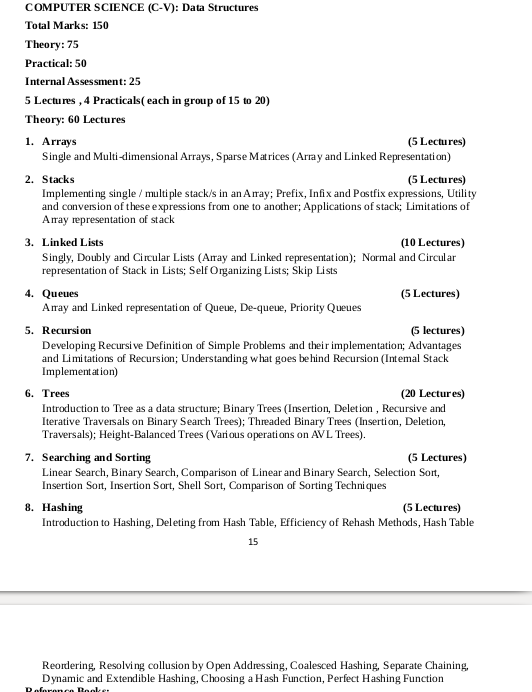 COMPUTER SCIENCE (C-V): Data Structures
Total Marks: 150
Theory: 75
Practical: 50
Internal Assessment: 25
5 Lectures , 4 Practicals( each in group of 15 to 20)
Theory: 60 Lectures
1. Arrays (5 Lectures)
Single and Multi-dimensional Arrays, Sparse Matrices (Array and Linked Representation)
2. Stacks (5 Lectures)
Implementing single / multiple stack/s in an Array; Prefix, Infix and Postfix expressions, Utility
and conversion of these expressions from one to another; Applications of stack; Limitations of
Array representation of stack
3. Linked Lists (10 Lectures)
Singly, Doubly and Circular Lists (Array and Linked representation); Normal and Circular
representation of Stack in Lists; Self Organizing Lists; Skip Lists
4. Queues (5 Lectures)
Array and Linked representation of Queue, De-queue, Priority Queues
5. Recursion (5 lectures)
Developing Recursive Definition of Simple Problems and their implementation; Advantages
and Limitations of Recursion; Understanding what goes behind Recursion (Internal Stack
Implementation)
6. Trees (20 Lectures)
Introduction to Tree as a data structure; Binary Trees (Insertion, Deletion , Recursive and
Iterative Traversals on Binary Search Trees); Threaded Binary Trees (Insertion, Deletion,
Traversals); Height-Balanced Trees (Various operations on AVL Trees).
7. Searching and Sorting (5 Lectures)
Linear Search, Binary Search, Comparison of Linear and Binary Search, Selection Sort,
Insertion Sort, Insertion Sort, Shell Sort, Comparison of Sorting Techniques
8. Hashing (5 Lectures)
Introduction to Hashing, Deleting from Hash Table, Efficiency of Rehash Methods, Hash Table
15
Reordering, Resolving collusion by Open Addressing, Coalesced Hashing, Separate Chaining,
Dynamic and Extendible Hashing, Choosing a Hash Function, Perfect Hashing Function
Reference Books: